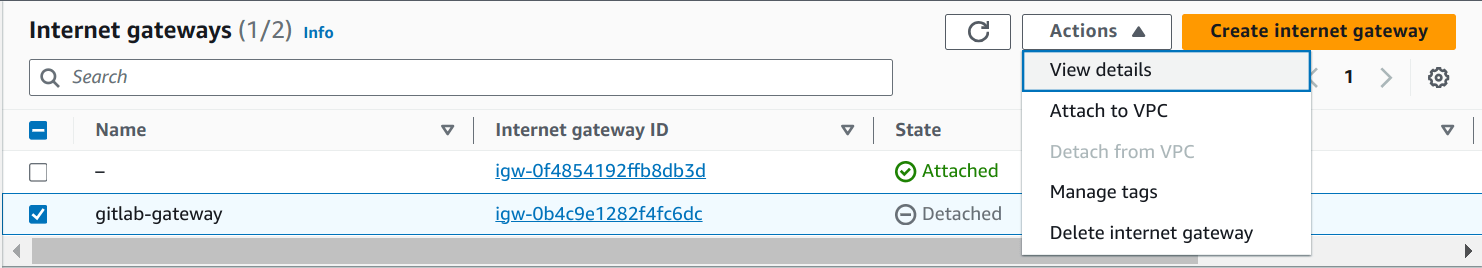 Internet gateways (1/2) Info
Actions
Create internet gateway
Search
View details
1
Attach to VPC
Name Internet gateway ID State
Detach from VPC
– igw-0f4854192ffb8db3d Attached
Manage tags
gitlab-gateway igw-0b4c9e1282f4fc6dc Detached
Delete internet gateway